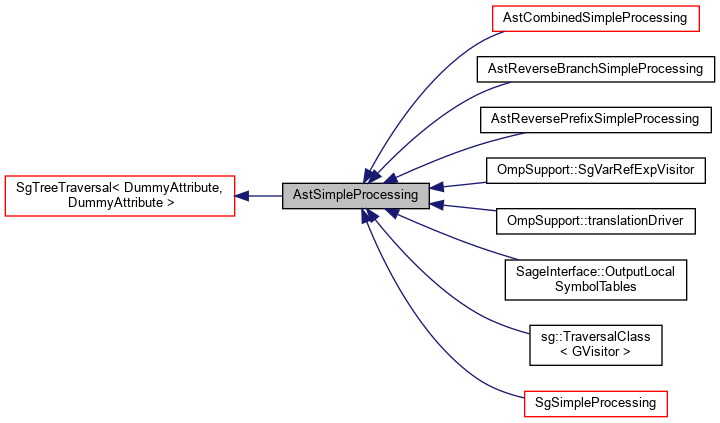 AstCombinedSimpleProcessing
AstReverseBranchSimpleProcessing
AstReversePrefixSimpleProcessing
OmpSupport::SgVarRefExpVisitor
SgTreeTraversal< DummyAttribute,
DummyAttribute >
AstSimpleProcessing
OmpSupport::translationDriver
SageInterface::OutputLocal
SymbolTables
sg::TraversalClass
< GVisitor >
SgSimpleProcessing